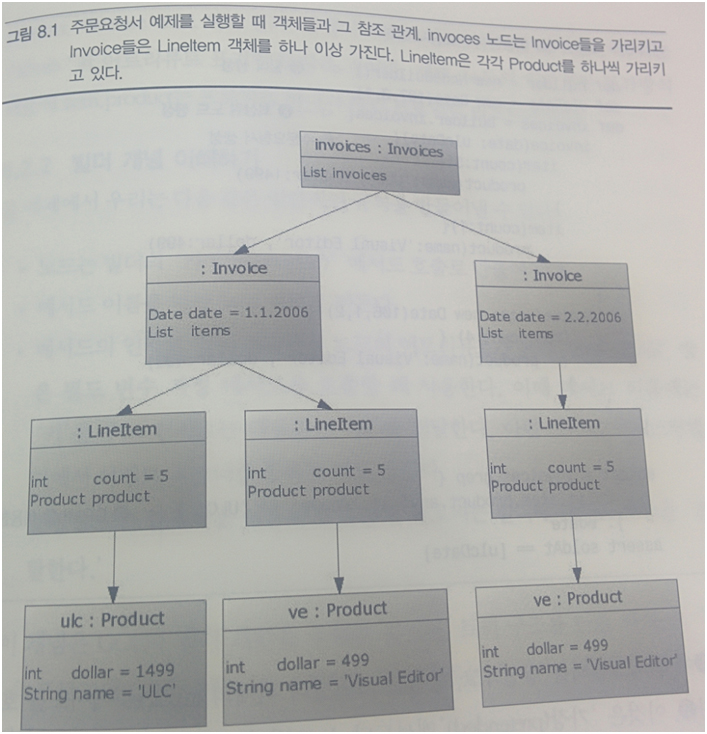 그림 8.1 주문요청서 예제를 실행할 때 객체들과 그 참조 관계. invoces 노드는 Invoice들을 가리키고
Invoice들은 LineItem 객체를 하나 이상 가진다. LineItem은 각각 Product를 하나씩 가리키
고 있다.
invoices : Invoices
List invoices
: Invoice
Date date = 1.1.2006
List items
: Invoice
Date date = 2.2.2006
List items
: LineItem
int count = 5
Product product
: LineItem
int count = 5
Product product
: LineItem
int count = 5
Product product
ulc : Product
int dollar = 1499
String name = 'ULC'
ve : Product
int dollar = 499
String name = 'Visual Editor'
ve : Product
int dollar = 499
String name = 'Visual Editor'